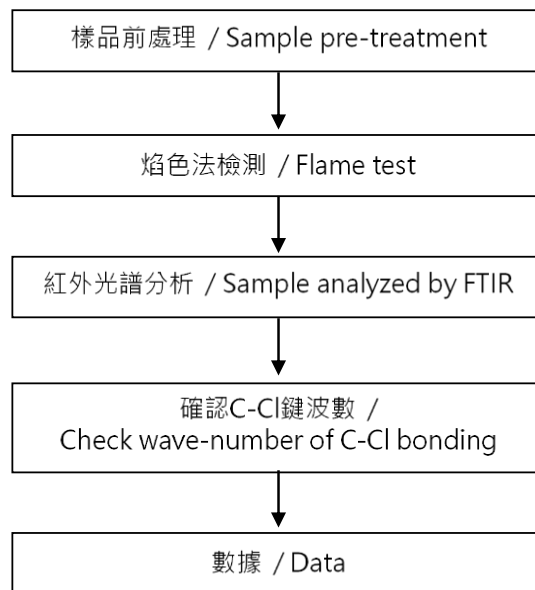 樣品前處理 / Sample pre-treatment
焰色法檢測 / Flame test
紅外光譜分析 / Sample analyzed by FTIR
確認C-Cl鍵波數 /
Check wave-number of C-Cl bonding
數據 / Data